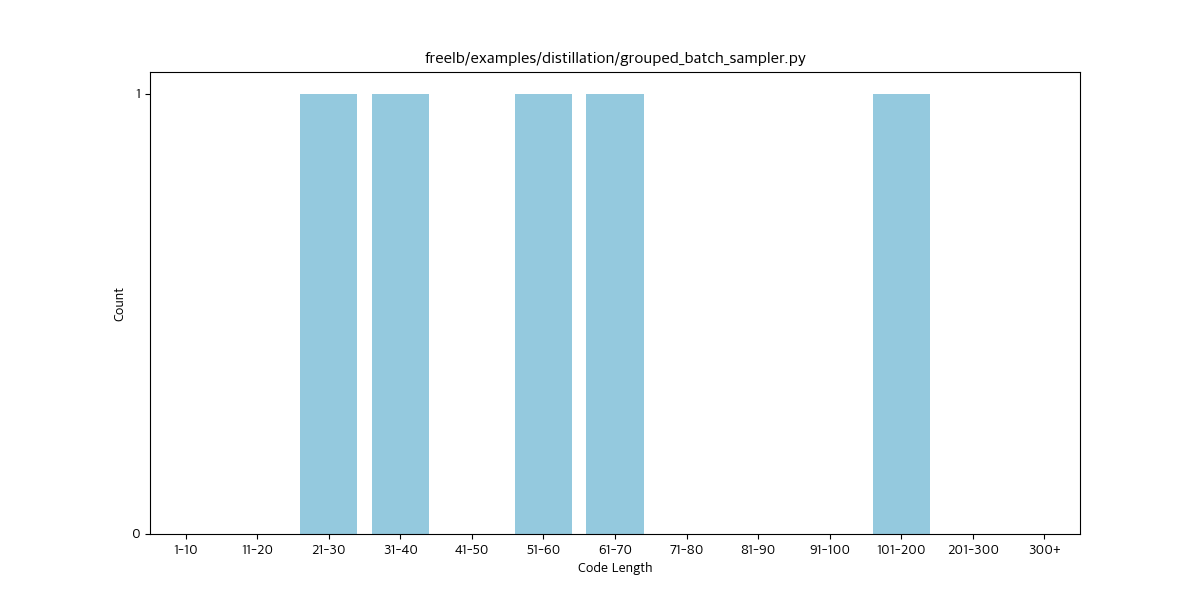 freelb/examples/distillation/grouped_batch_sampler.py
1
Count
0
1-10 11-20 21-30 31-40 41-50 51-60 61-70 71-80 81-90 91-100 101-200 201-300 300+
Code Length